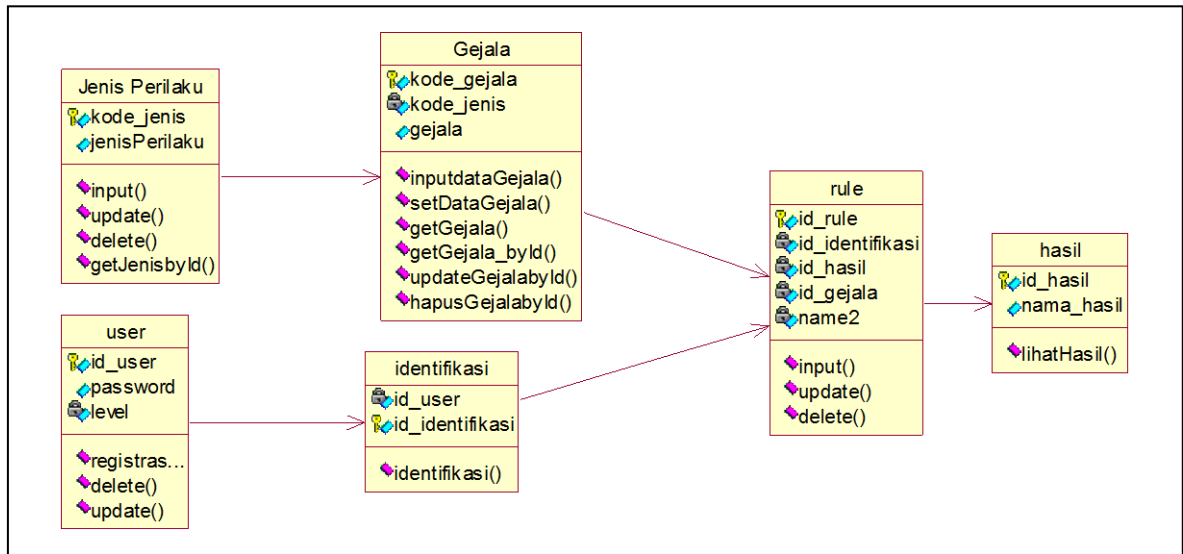 Jenis Perilaku
kode_jenis
jenisPerilaku
input()
update()
delete()
getJenisbyId()
Gejala
kode_gejala
kode_jenis
gejala
inputdataGejala()
setDataGejala()
getGejala()
getGejala_byId()
updateGejalabyId()
hapusGejalabyId()
user
id_user
password
level
registras...
delete()
update()
identifikasi
id_user
id_identifikasi
identifikasi()
rule
id_rule
id_identifikasi
id_hasil
id_gejala
name2
input()
update()
delete()
hasil
id_hasil
nama_hasil
lihatHasil()